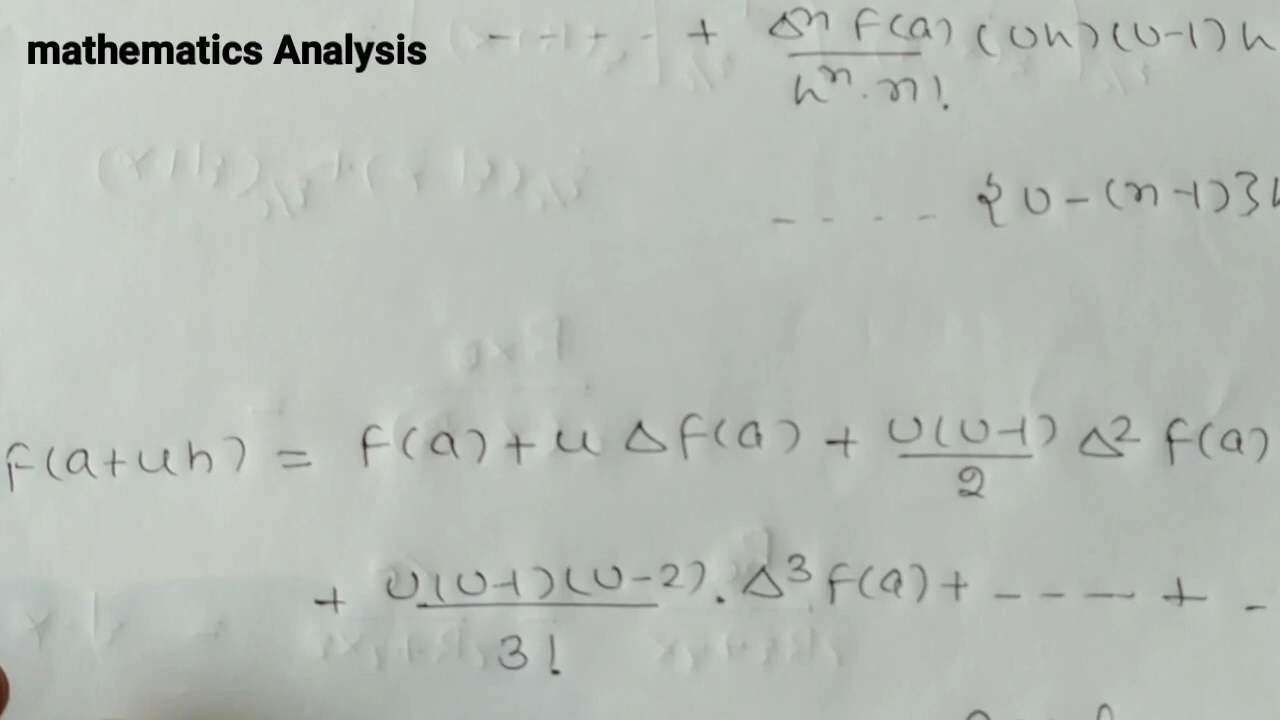 mathematics Analysis
- - - - - + Δⁿ f(a) (uh)(u-1)h
hⁿ. n!
- - - - {u-(n-1)}h
f(a+uh) = f(a)+u Δf(a) + u(u-1) Δ² f(a)
2
+ u(u-1)(u-2). Δ³ f(a)+ - - - - + -
3!